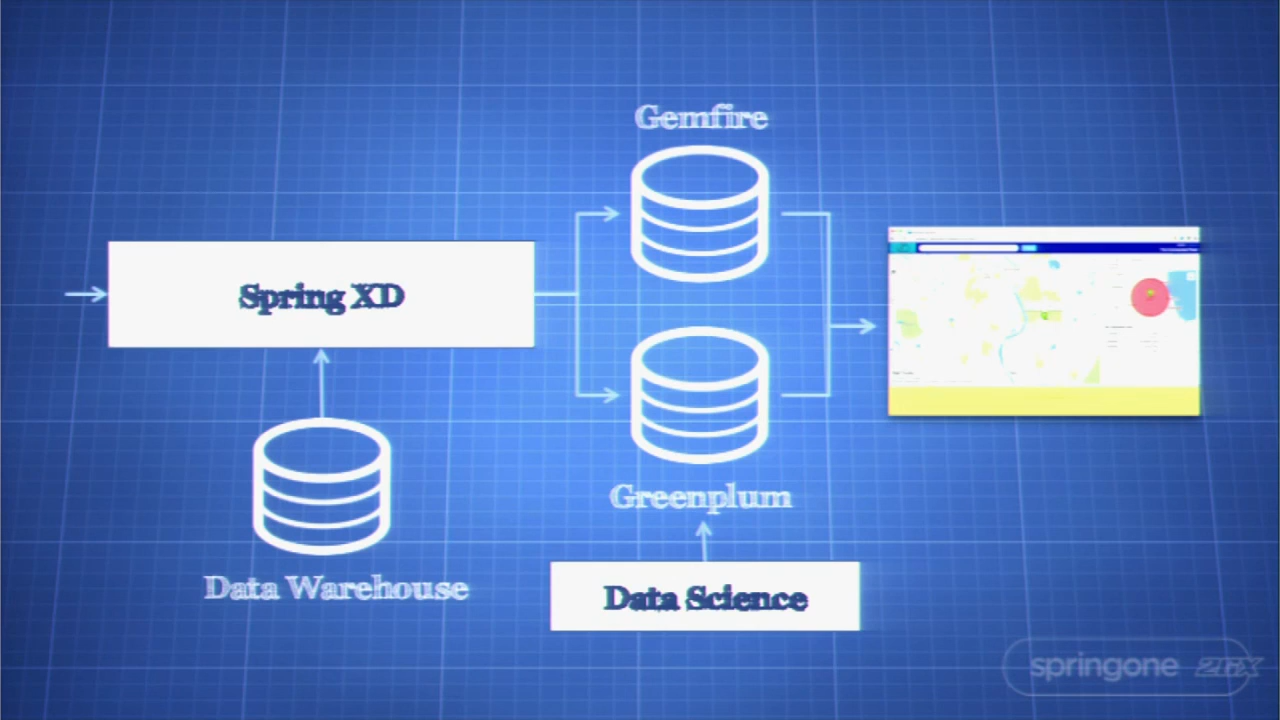 Gemfire
Spring XD
Greenplum
Data Warehouse
Data Science
springone 2GX